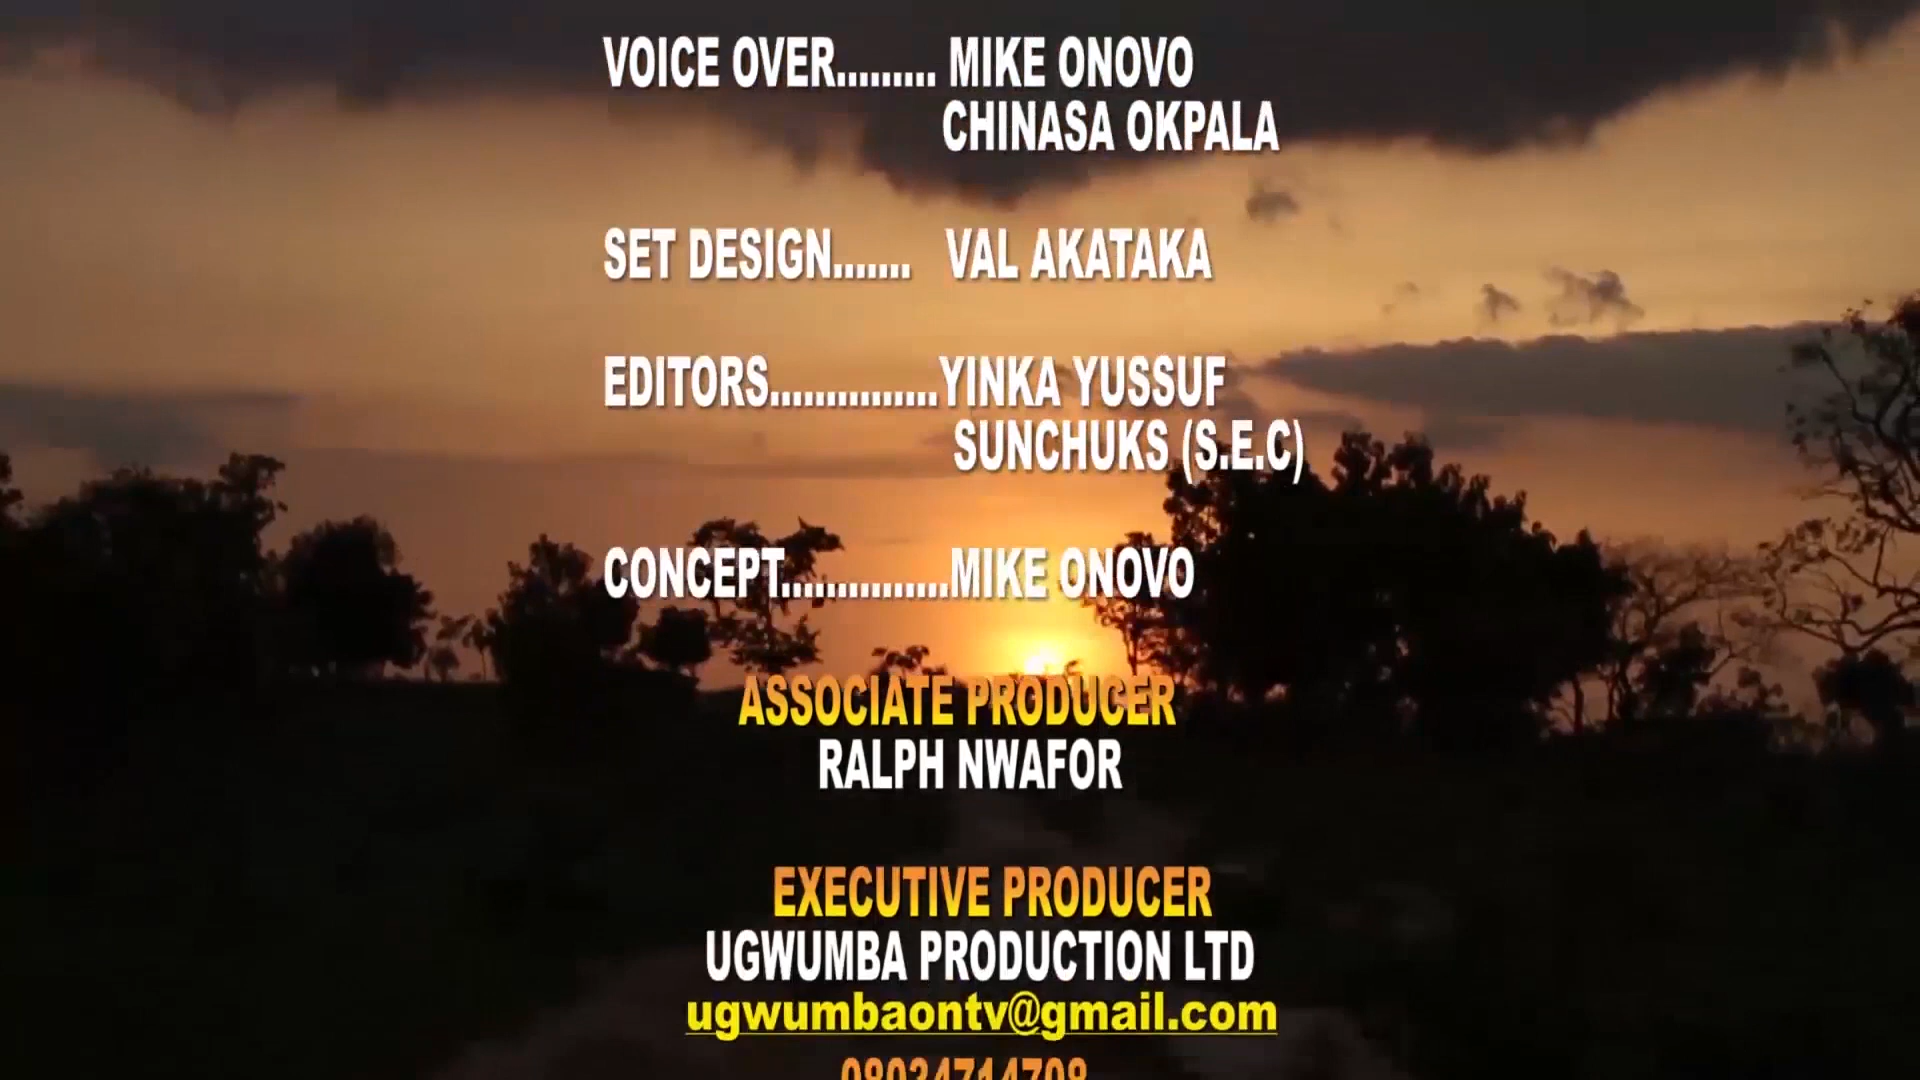 VOICE OVER......... MIKE ONOVO
CHINASA OKPALA
SET DESIGN....... VAL AKATAKA
EDITORS...............YINKA YUSSUF
SUNCHUKS (S.E.C)
CONCEPT...............MIKE ONOVO
ASSOCIATE PRODUCER
RALPH NWAFOR
EXECUTIVE PRODUCER
UGWUMBA PRODUCTION LTD
ugwumbaontv@gmail.com